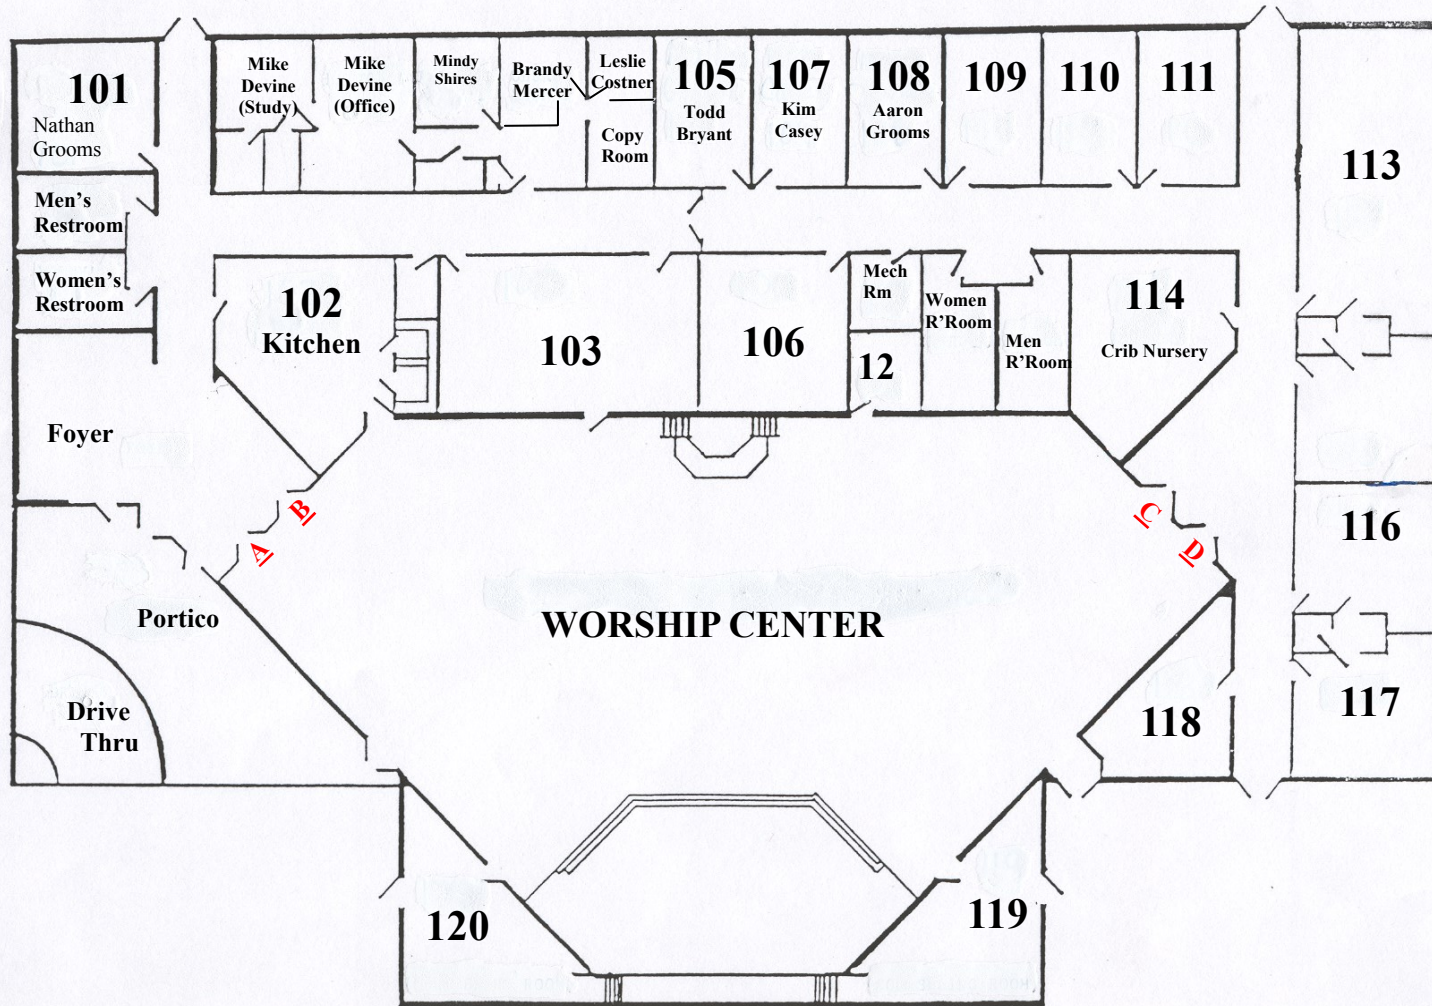 101
Nathan
Grooms
Men's
Restroom
Women's
Restroom
Foyer
Mike
Devine
(Study)
Mike
Devine
(Office)
Mindy
Shires
Brandy
Mercer
Leslie
Costner
Copy
Room
105
Todd
Bryant
107
Kim
Casey
108
Aaron
Grooms
109
110
111
113
102
Kitchen
103
106
Mech
Rm
12
Women
R'Room
Men
R'Room
114
Crib Nursery
A
B
C
D
116
117
118
Portico
Drive
Thru
WORSHIP CENTER
120
119